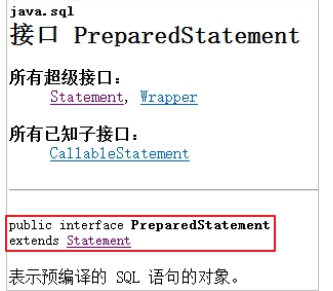 java.sql
接口 PreparedStatement
所有超级接口：
Statement, Wrapper
所有已知子接口：
CallableStatement
public interface PreparedStatement
extends Statement
表示预编译的 SQL 语句的对象。